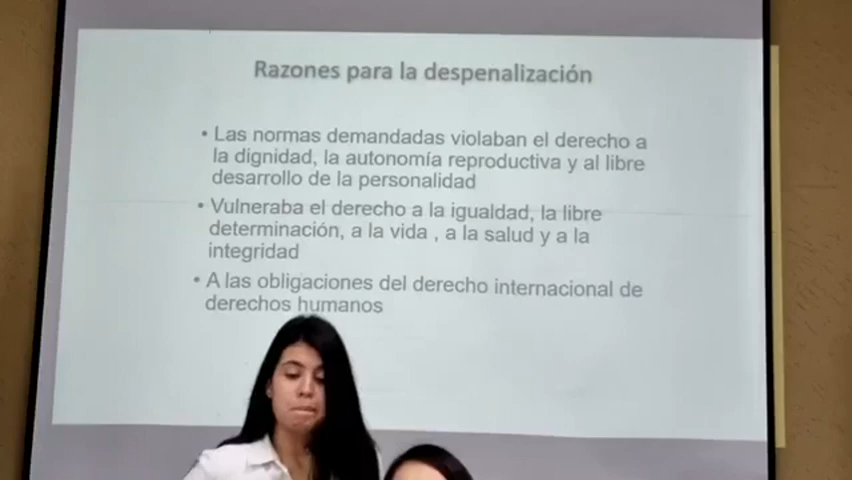 Razones para la despenalización
• Las normas demandadas violaban el derecho a
la dignidad, la autonomía reproductiva y al libre
desarrollo de la personalidad
• Vulneraba el derecho a la igualdad, la libre
determinación, a la vida , a la salud y a la
integridad
• A las obligaciones del derecho internacional de
derechos humanos